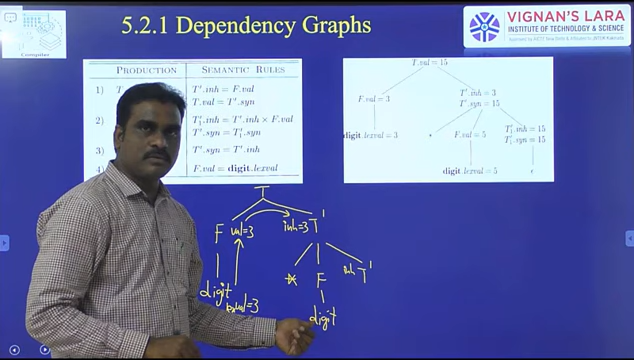 5.2.1 Dependency Graphs
VIGNAN'S LARA
INSTITUTE OF TECHNOLOGY & SCIENCE
Compiler
PRODUCTION SEMANTIC RULES
1) T'.inh = F.val
T.val = T'.syn
2) T'₁.inh = T'.inh × F.val
T'.syn = T'₁.syn
3) T'.syn = T'.inh
4) F.val = digit.lexval
T.val = 15
F.val = 3
T'.inh = 3
T'.syn = 15
digit.lexval = 3
*
F.val = 5
T'₁.inh = 15
T'₁.syn = 15
digit.lexval = 5
ϵ
T
F val=3 inh=3 T'
digit lexval=3
* F inh T'
digit